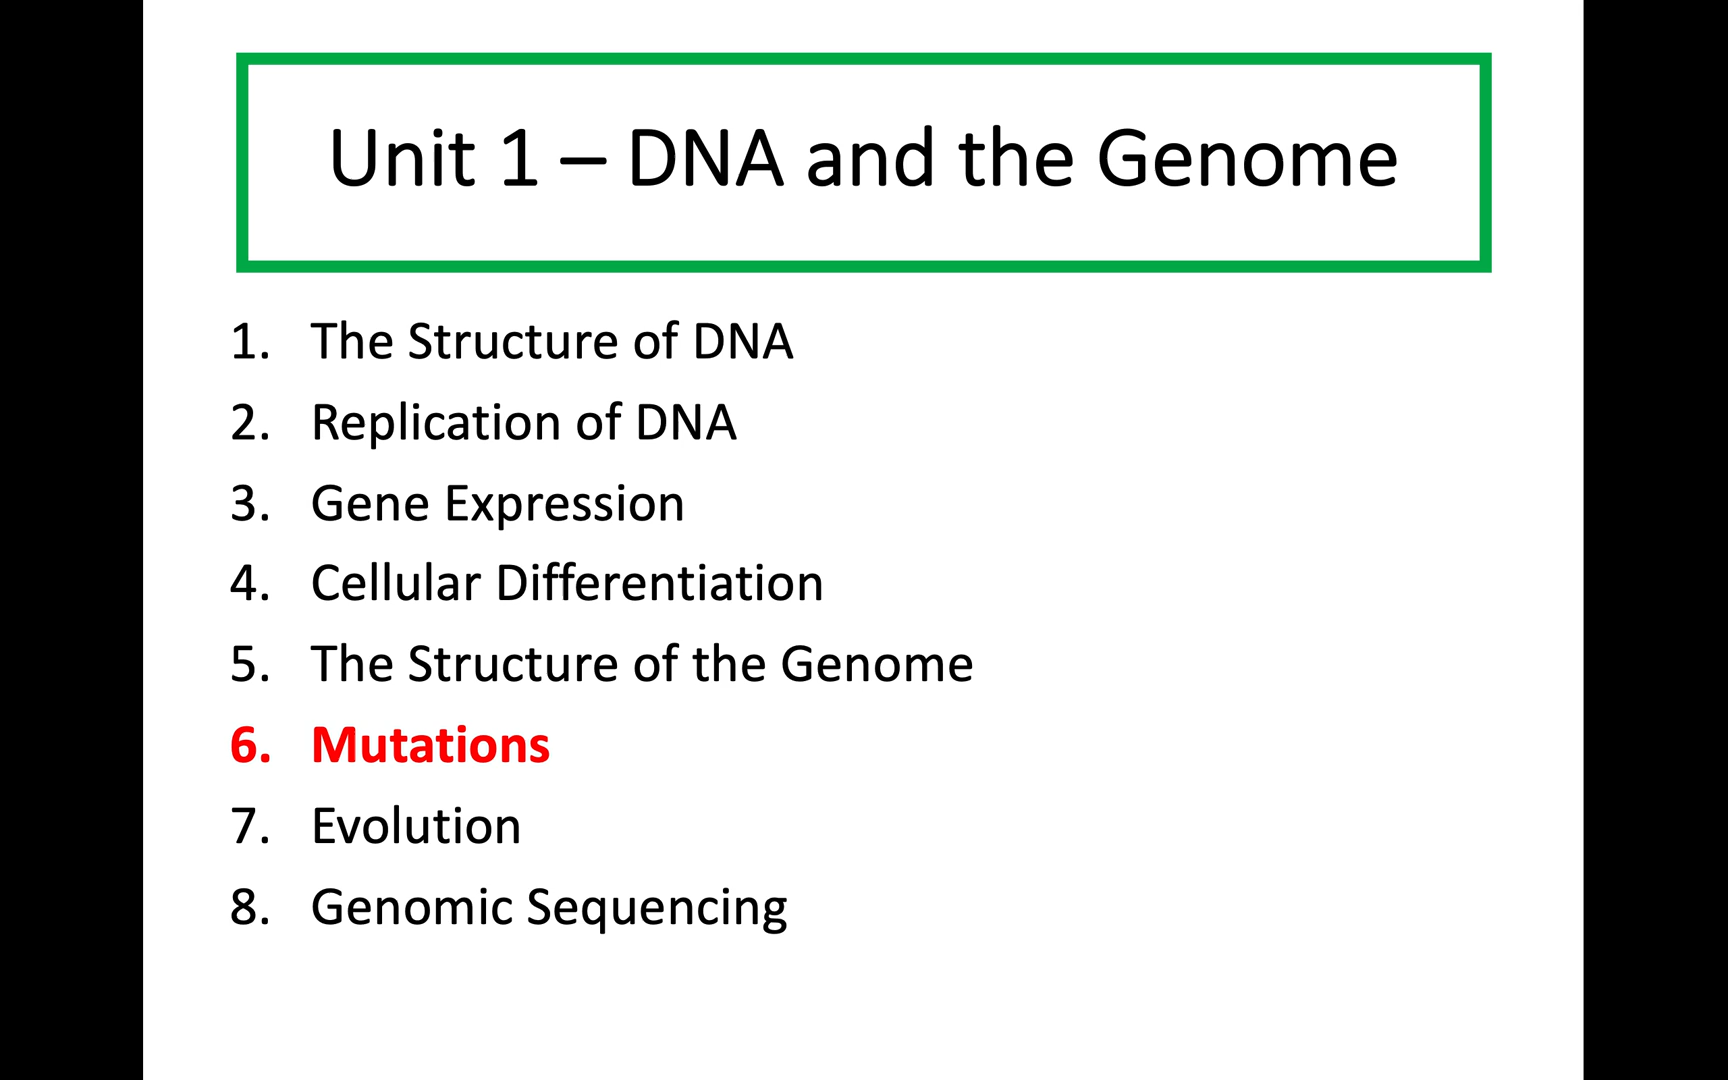 Unit 1 – DNA and the Genome
1. The Structure of DNA
2. Replication of DNA
3. Gene Expression
4. Cellular Differentiation
5. The Structure of the Genome
6. Mutations
7. Evolution
8. Genomic Sequencing